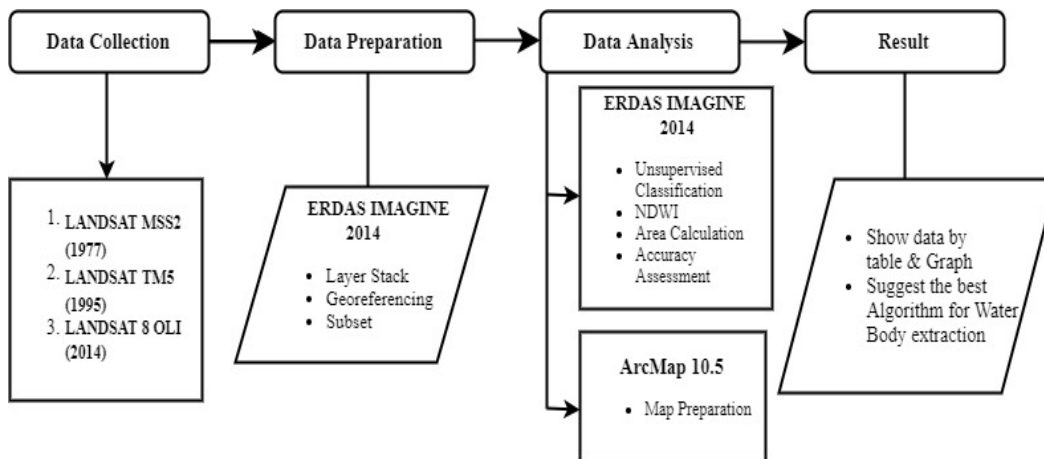 Data Collection
Data Preparation
Data Analysis
Result
1. LANDSAT MSS2
(1977)
2. LANDSAT TM5
(1995)
3. LANDSAT 8 OLI
(2014)
ERDAS IMAGINE
2014
• Layer Stack
• Georeferencing
• Subset
ERDAS IMAGINE
2014
• Unsupervised
Classification
• NDWI
• Area Calculation
• Accuracy
Assessment
ArcMap 10.5
• Map Preparation
• Show data by
table & Graph
• Suggest the best
Algorithm for Water
Body extraction